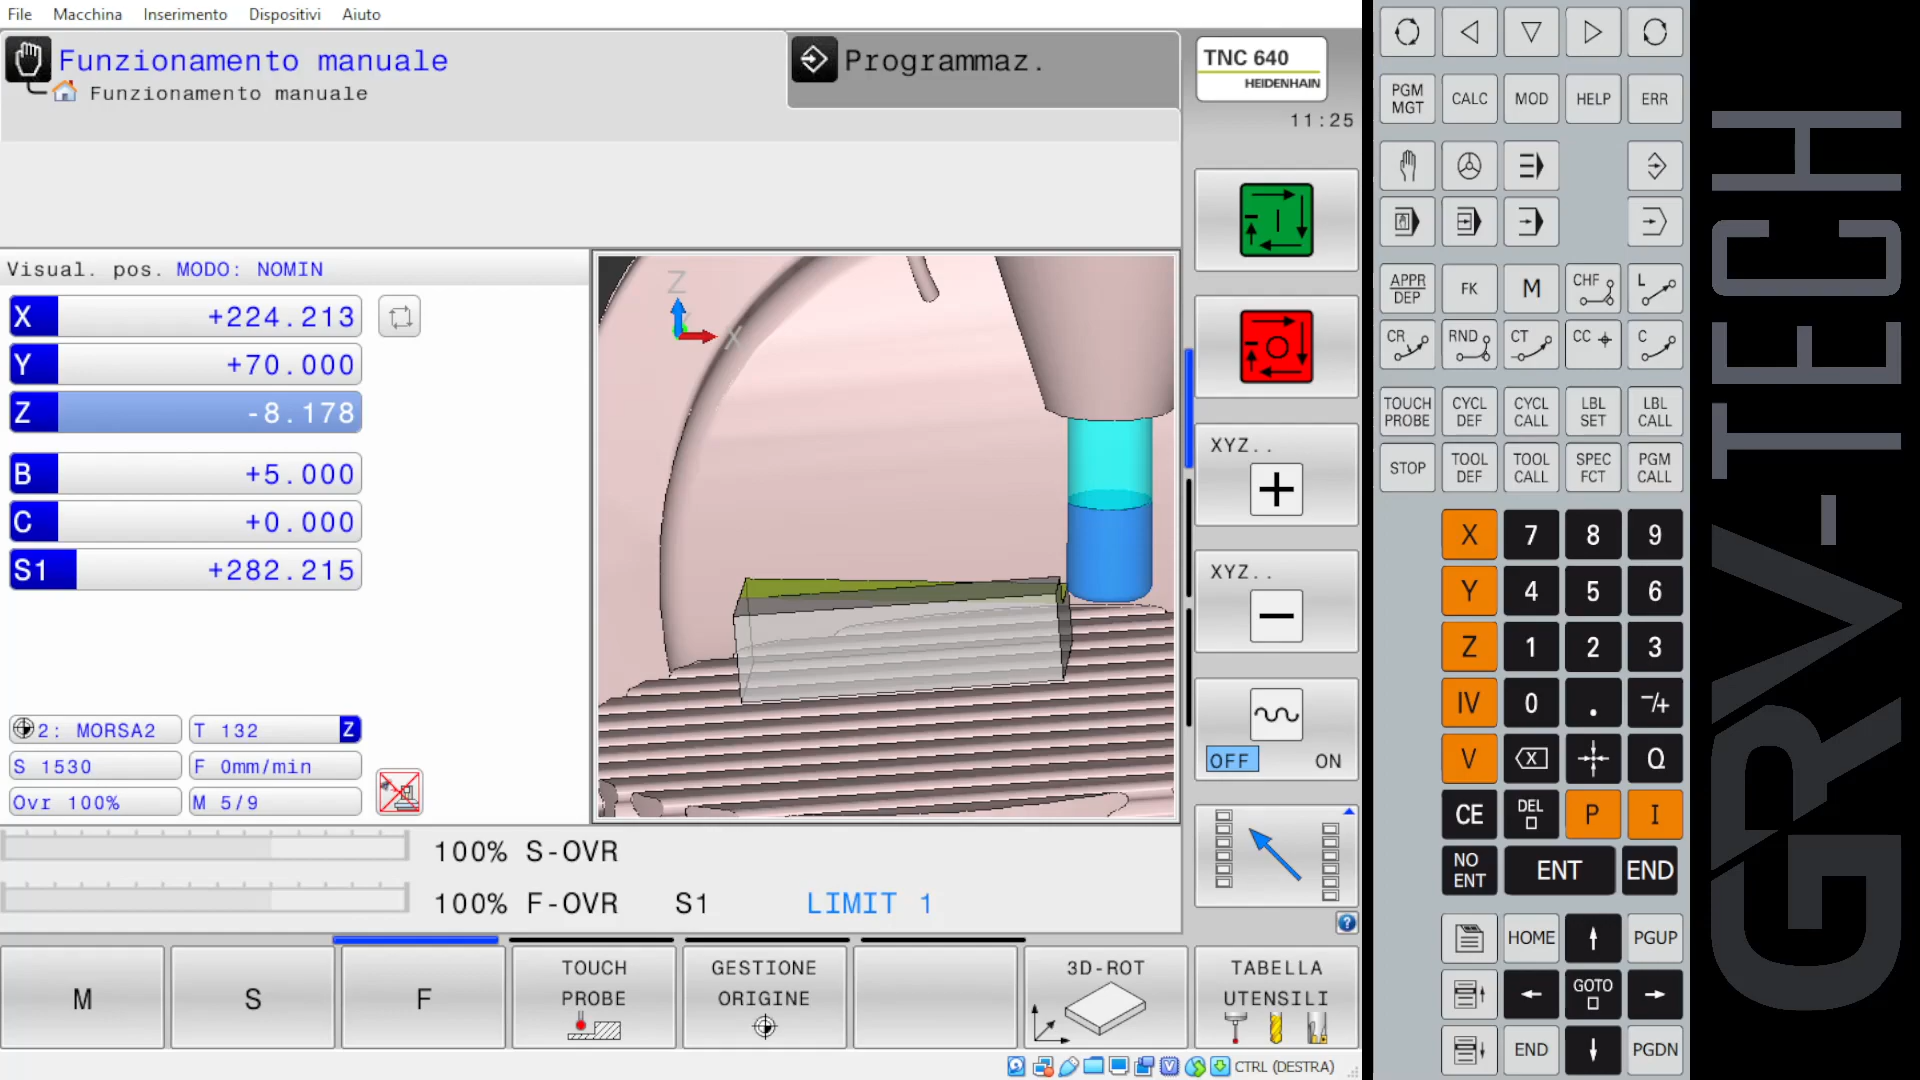 File Macchina Inserimento Dispositivi Aiuto
Funzionamento manuale
Funzionamento manuale
Programmaz.
TNC 640
HEIDENHAIN
11:25
Visual. pos. MODO: NOMIN
X +224.213
Y +70.000
Z -8.178
B +5.000
C +0.000
S1 +282.215
2: MORSA2 T 132 Z
S 1530 F 0mm/min
Ovr 100% M 5/9
Z
X
XYZ..
+
XYZ..
−
OFF ON
100% S-OVR
100% F-OVR S1 LIMIT 1
M
S
F
TOUCH
PROBE
GESTIONE
ORIGINE
3D-ROT
TABELLA
UTENSILI
CTRL (DESTRA)
PGM
MGT
CALC
MOD
HELP
ERR
APPR
DEP
FK
M
CHF
L
CR
RND
CT
CC
C
TOUCH
PROBE
CYCL
DEF
CYCL
CALL
LBL
SET
LBL
CALL
STOP
TOOL
DEF
TOOL
CALL
SPEC
FCT
PGM
CALL
X 7 8 9
Y 4 5 6
Z 1 2 3
IV 0 . −/+
V X Q
CE
DEL
P
I
NO
ENT
ENT
END
HOME
PGUP
GOTO
END
PGDN
GRV-TECH